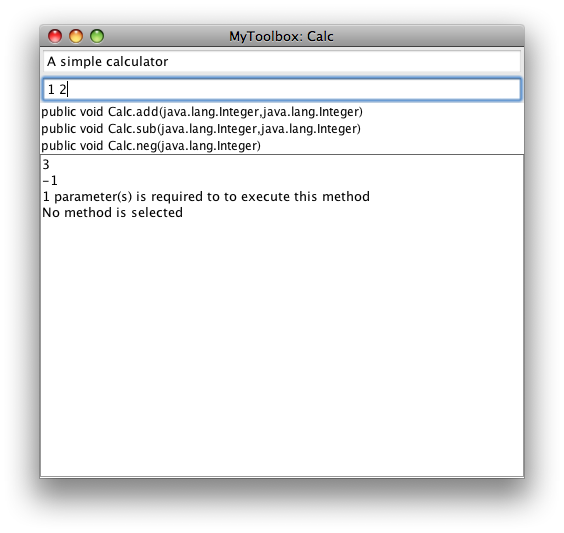 MyToolbox: Calc
A simple calculator
1 2
public void Calc.add(java.lang.Integer,java.lang.Integer)
public void Calc.sub(java.lang.Integer,java.lang.Integer)
public void Calc.neg(java.lang.Integer)
3
-1
1 parameter(s) is required to to execute this method
No method is selected